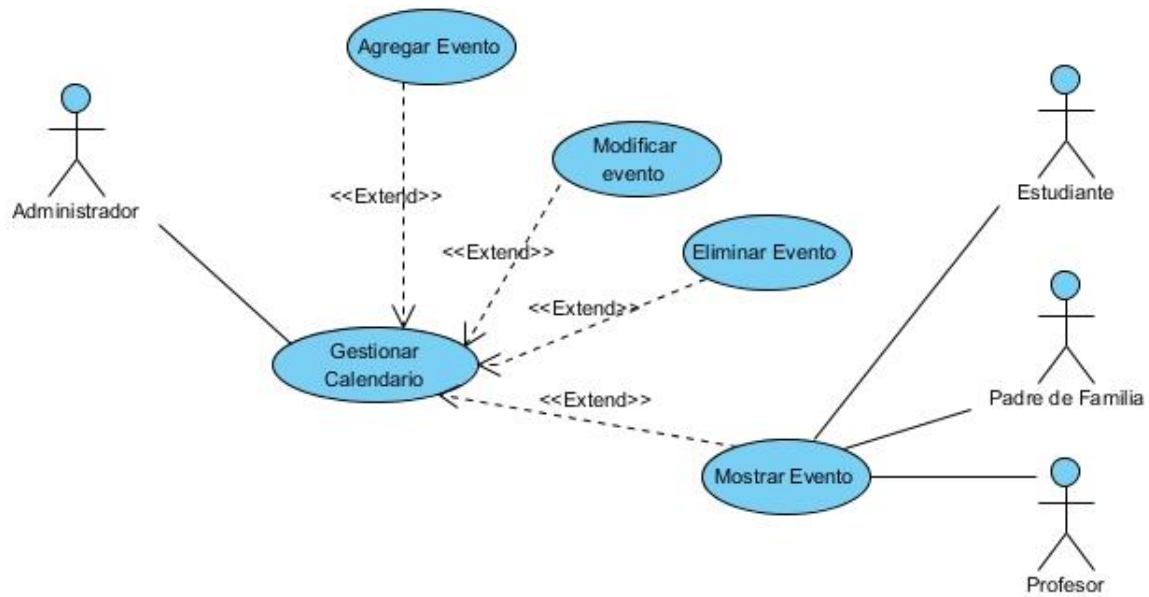 Agregar Evento
Modificar
evento
Administrador
<<Extend>>
Estudiante
<<Extend>>
Eliminar Evento
<<Extend>>
Gestionar
Calendario
<<Extend>>
Padre de Familia
Mostrar Evento
Profesor